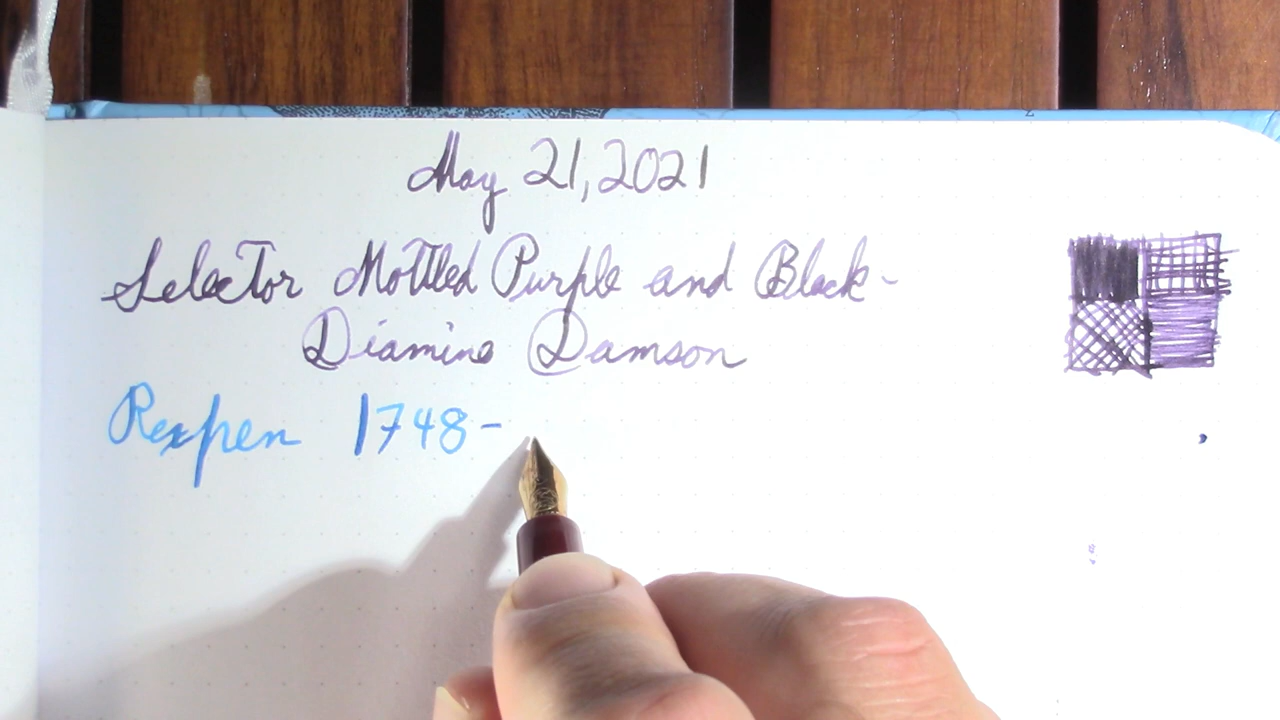 May 21, 2021
Selector Mottled Purple and Black-
Diamine Damson
Rexpen 1748-